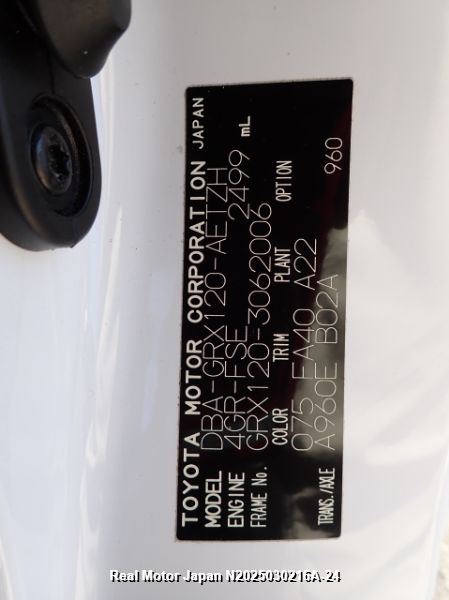 TOYOTA MOTOR CORPORATION JAPAN
MODEL DBA-GRX120-AETZH
ENGINE 4GR-FSE 2499 mL
FRAME No. GRX120-3062006
COLOR TRIM PLANT OPTION
075 FA40 A22 960
TRANS./AXLE A960E B02A
Real Motor Japan N2025030216A-24